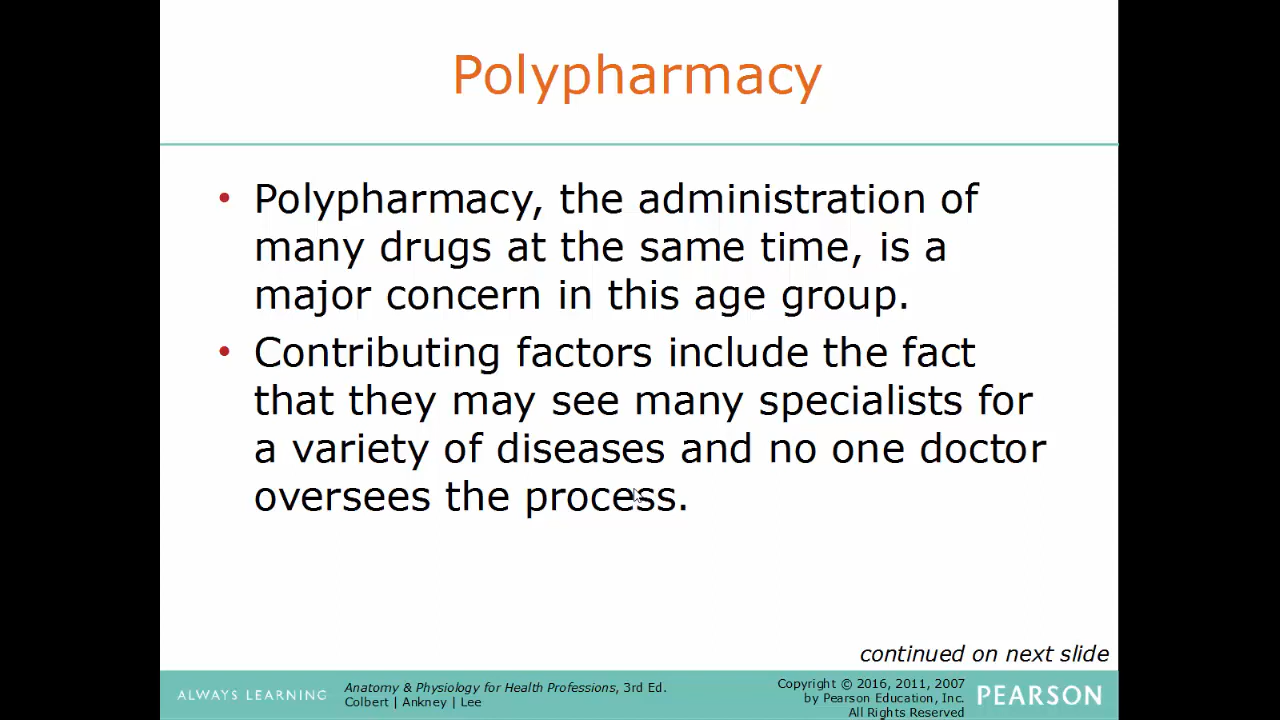 Polypharmacy
• Polypharmacy, the administration of
many drugs at the same time, is a
major concern in this age group.
• Contributing factors include the fact
that they may see many specialists for
a variety of diseases and no one doctor
oversees the process.
continued on next slide
ALWAYS LEARNING
Anatomy & Physiology for Health Professions, 3rd Ed.
Colbert | Ankney | Lee
Copyright © 2016, 2011, 2007
by Pearson Education, Inc.
All Rights Reserved
PEARSON